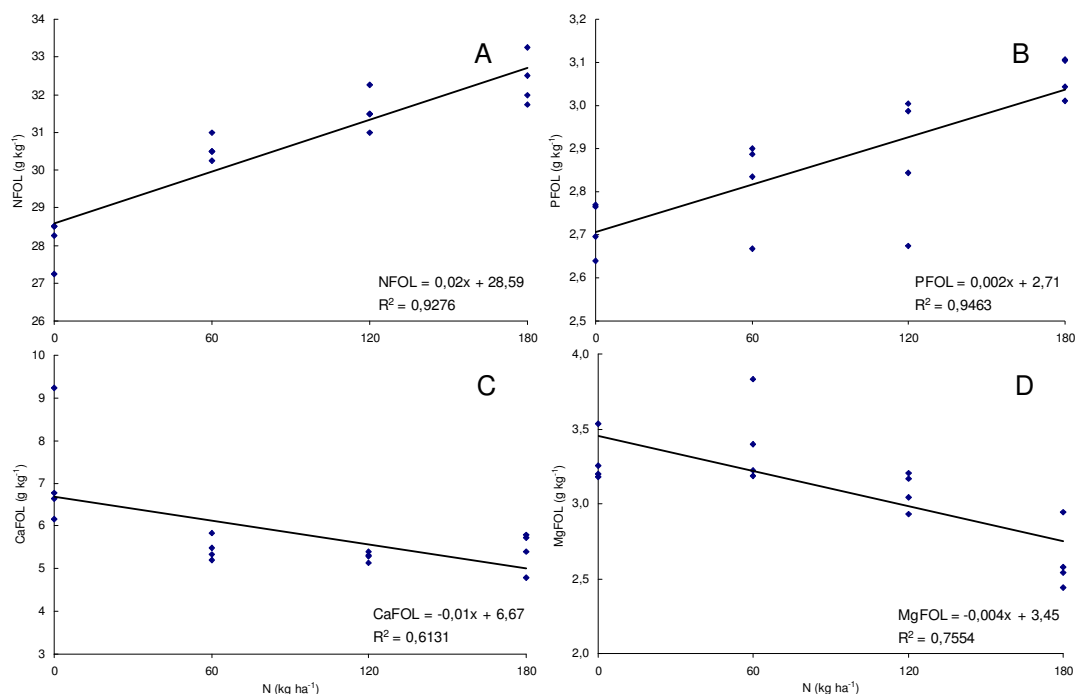 A
34
33
32
31
30
29
28
27
26
NFOL (g kg⁻¹)
NFOL = 0,02x + 28,59
R² = 0,9276
0 60 120 180
B
3,2
3,1
3,0
2,9
2,8
2,7
2,6
2,5
PFOL (g kg⁻¹)
PFOL = 0,002x + 2,71
R² = 0,9463
0 60 120 180
C
10
9
8
7
6
5
4
3
CaFOL (g kg⁻¹)
CaFOL = -0,01x + 6,67
R² = 0,6131
0 60 120 180
N (kg ha⁻¹)
D
4,0
3,5
3,0
2,5
2,0
MgFOL (g kg⁻¹)
MgFOL = -0,004x + 3,45
R² = 0,7554
0 60 120 180
N (kg ha⁻¹)